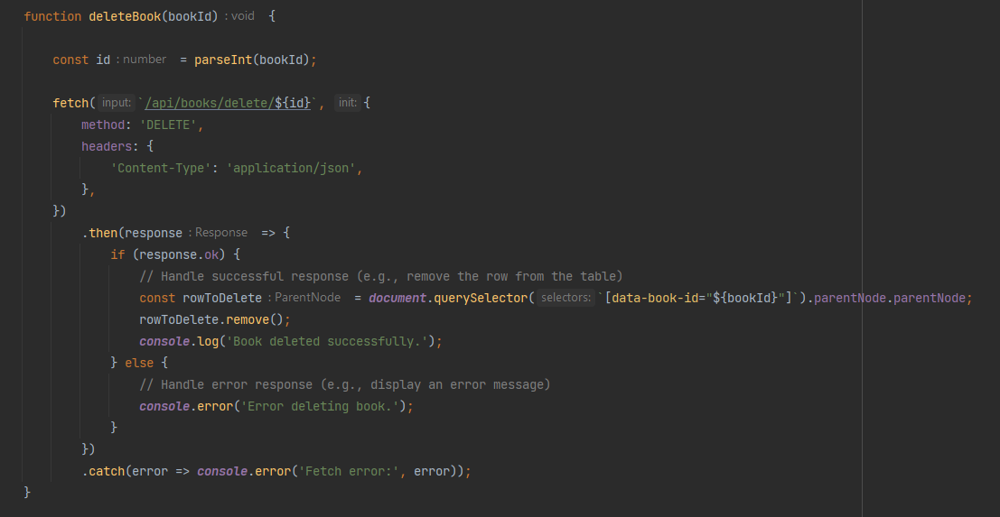 function deleteBook(bookId) : void {
const id : number = parseInt(bookId);
fetch( input: `/api/books/delete/${id}`, init: {
method: 'DELETE',
headers: {
'Content-Type': 'application/json',
},
})
.then(response : Response => {
if (response.ok) {
// Handle successful response (e.g., remove the row from the table)
const rowToDelete : ParentNode = document.querySelector( selectors: `[data-book-id="${bookId}"]`).parentNode.parentNode;
rowToDelete.remove();
console.log('Book deleted successfully.');
} else {
// Handle error response (e.g., display an error message)
console.error('Error deleting book.');
}
})
.catch(error => console.error('Fetch error:', error));
}